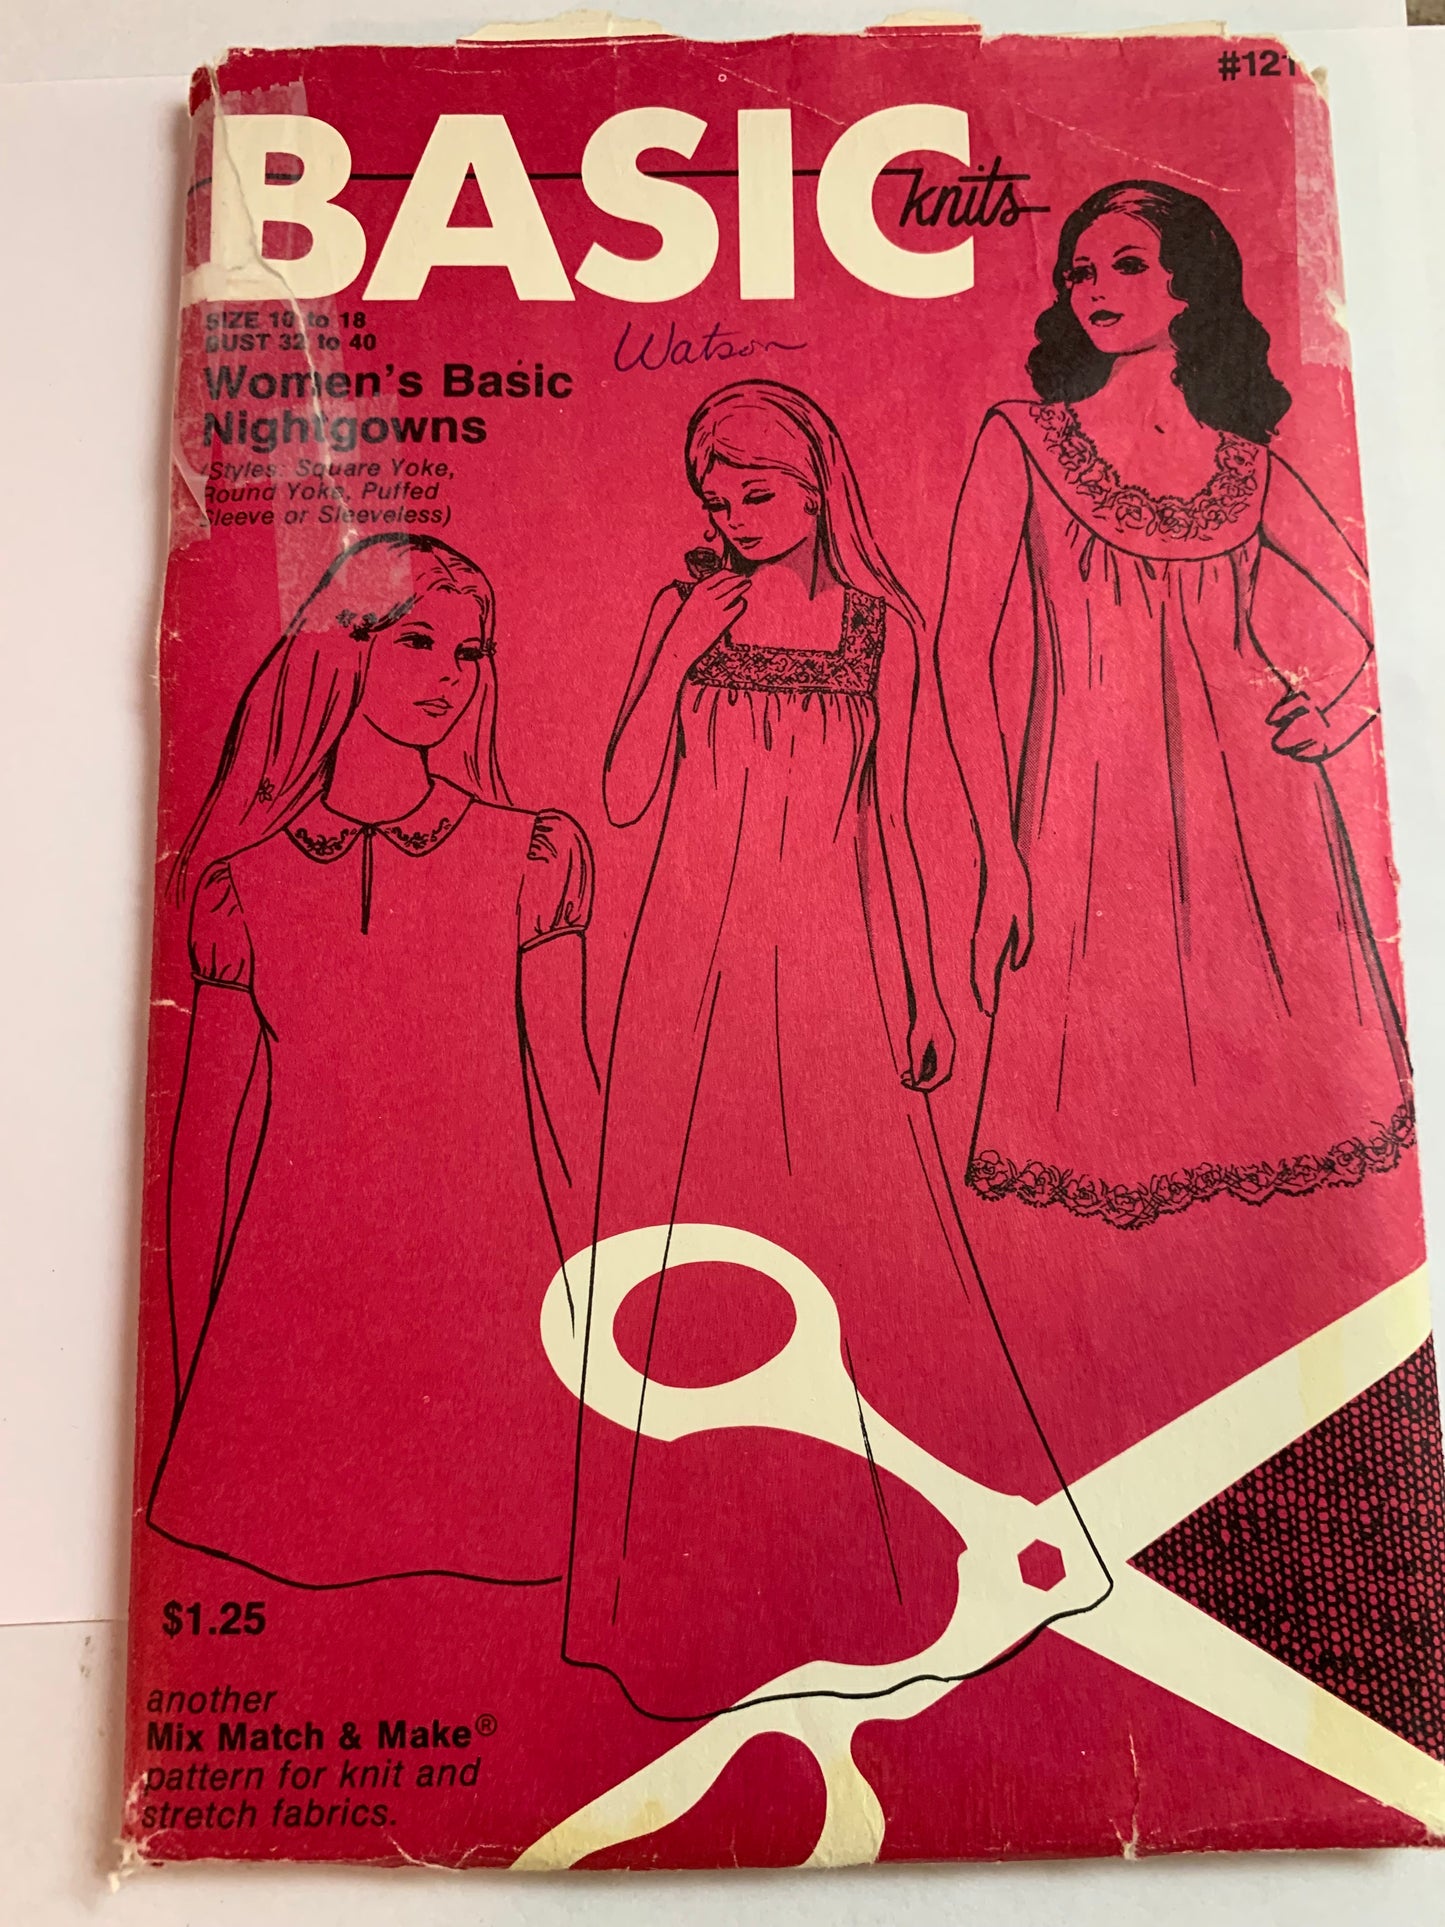 #121
BASIC
knits
SIZE 10 to 18
BUST 32 to 40
Watson
Women's Basic
Nightgowns
(Styles: Square Yoke,
Round Yoke, Puffed
Sleeve or Sleeveless)
$1.25
another
Mix Match & Make®
pattern for knit and
stretch fabrics.